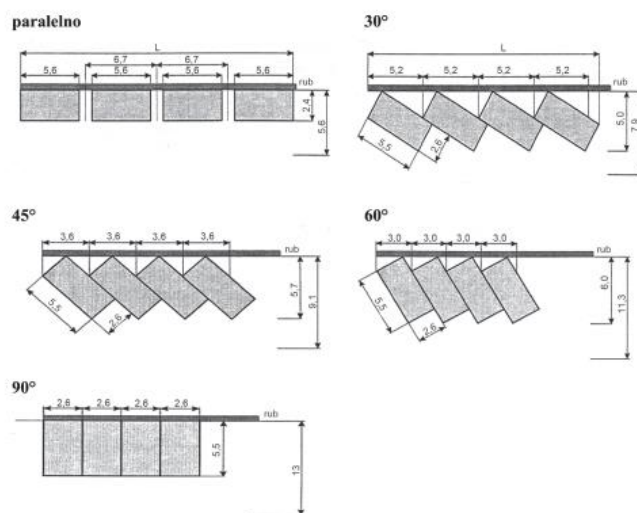 paralelno
L
6,7 6,7
5,6 5,6 5,6 5,6
rub
2,4
5,6
30°
L
5,2 5,2 5,2 5,2
rub
5,5
2,6
5,0
7,9
45°
3,6 3,6 3,6 3,6
rub
5,5
2,6
5,7
9,1
60°
3,0 3,0 3,0 3,0
rub
5,5
2,6
6,0
11,3
90°
2,6 2,6 2,6 2,6
rub
5,5
13